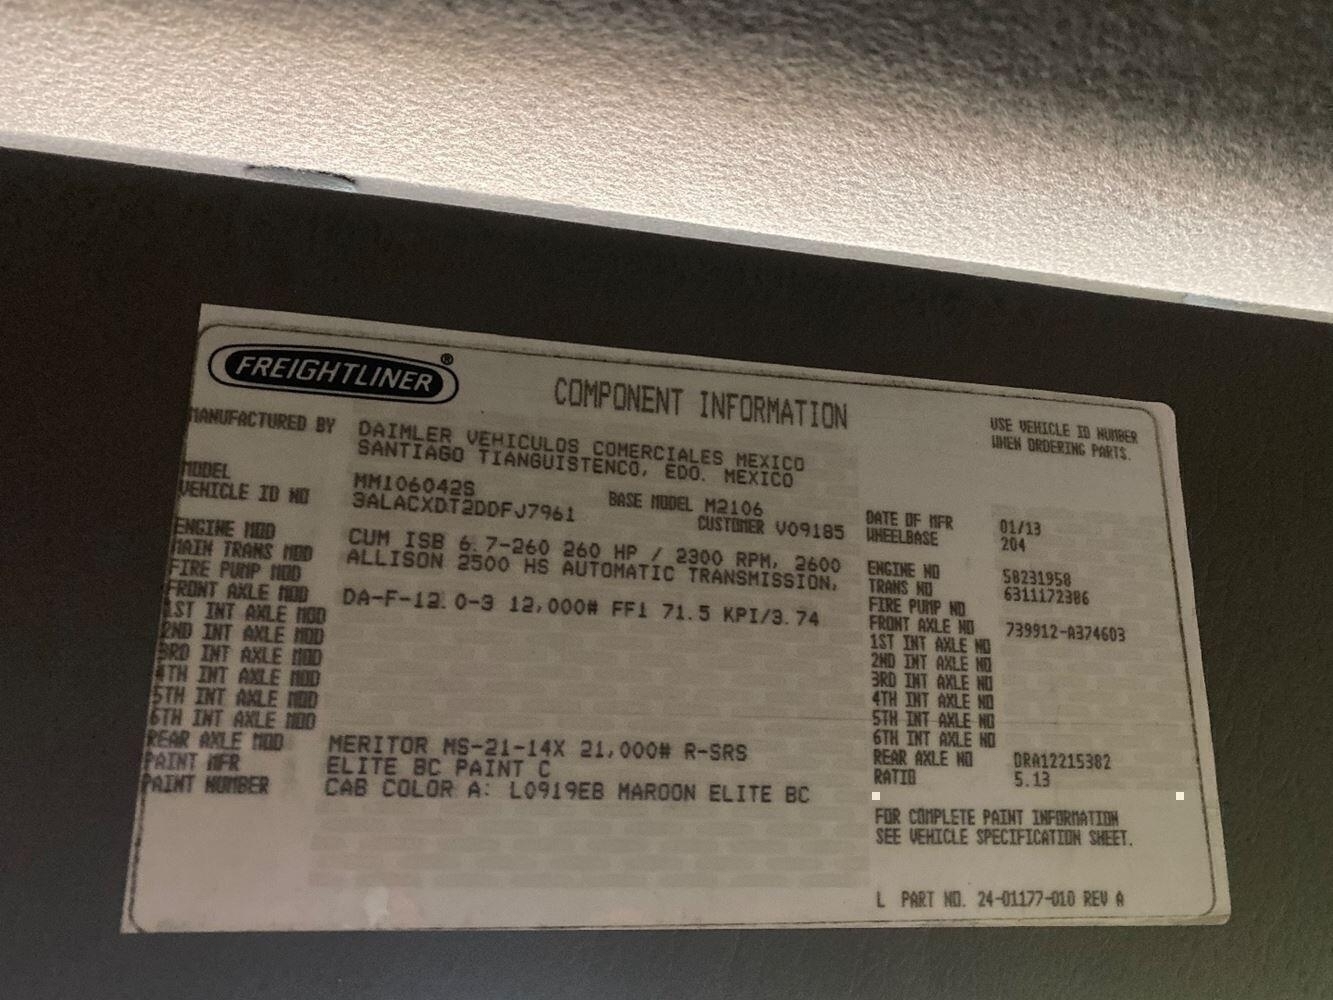 FREIGHTLINER®
COMPONENT INFORMATION
USE VEHICLE ID NUMBER
WHEN ORDERING PARTS.
MANUFACTURED BY DAIMLER VEHICULOS COMERCIALES MEXICO
SANTIAGO TIANGUISTENCO, EDO. MEXICO
MODEL MM106042S BASE MODEL M2106
VEHICLE ID NO 3ALACXDT2DDFJ7961 CUSTOMER V09185
DATE OF MFR 01/13
WHEELBASE 204
ENGINE MOD CUM ISB 6.7-260 260 HP / 2300 RPM, 2600
MAIN TRANS MOD ALLISON 2500 HS AUTOMATIC TRANSMISSION,
FIRE PUMP MOD
FRONT AXLE MOD DA-F-12.0-3 12,000# FF1 71.5 KPI/3.74
1ST INT AXLE MOD
2ND INT AXLE MOD
3RD INT AXLE MOD
4TH INT AXLE MOD
5TH INT AXLE MOD
6TH INT AXLE MOD
REAR AXLE MOD MERITOR MS-21-14X 21,000# R-SRS
PAINT MFR ELITE BC PAINT C
PAINT NUMBER CAB COLOR A: L0919EB MAROON ELITE BC
ENGINE NO 58231958
TRANS NO 6311172386
FIRE PUMP NO
FRONT AXLE NO 739912-A374603
1ST INT AXLE NO
2ND INT AXLE NO
3RD INT AXLE NO
4TH INT AXLE NO
5TH INT AXLE NO
6TH INT AXLE NO
REAR AXLE NO ORA12215382
RATIO 5.13
FOR COMPLETE PAINT INFORMATION
SEE VEHICLE SPECIFICATION SHEET.
L PART NO. 24-01177-010 REV A